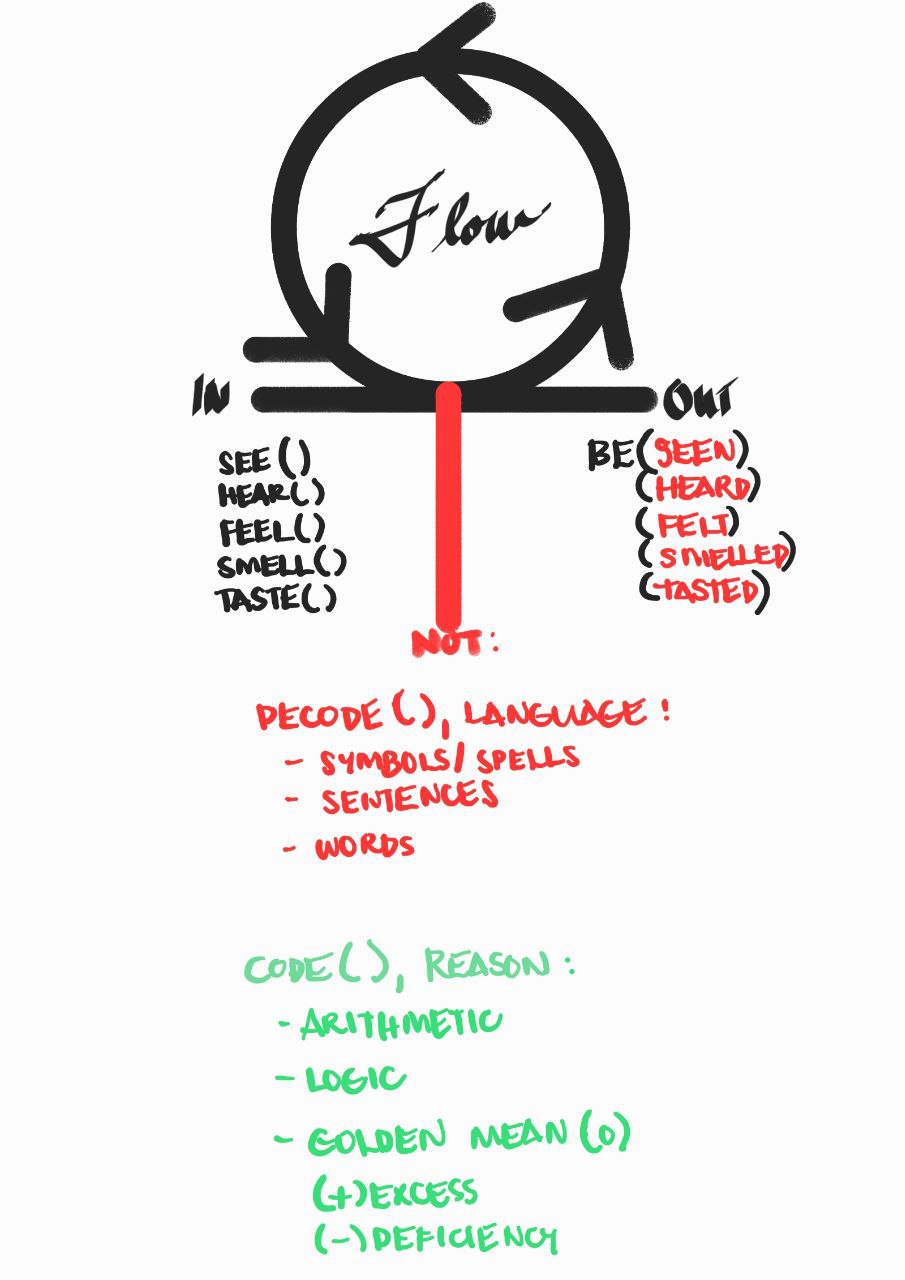 Flow
IN
OUT
SEE ()
HEAR()
FEEL()
SMELL()
TASTE()
BE(SEEN)
(HEARD)
(FELT)
(SMELLED)
(TASTED)
NOT:
DECODE(), LANGUAGE!
- SYMBOLS/SPELLS
- SENTENCES
- WORDS
CODE(), REASON:
- ARITHMETIC
- LOGIC
- GOLDEN MEAN (0)
(+)EXCESS
(-)DEFICIENCY